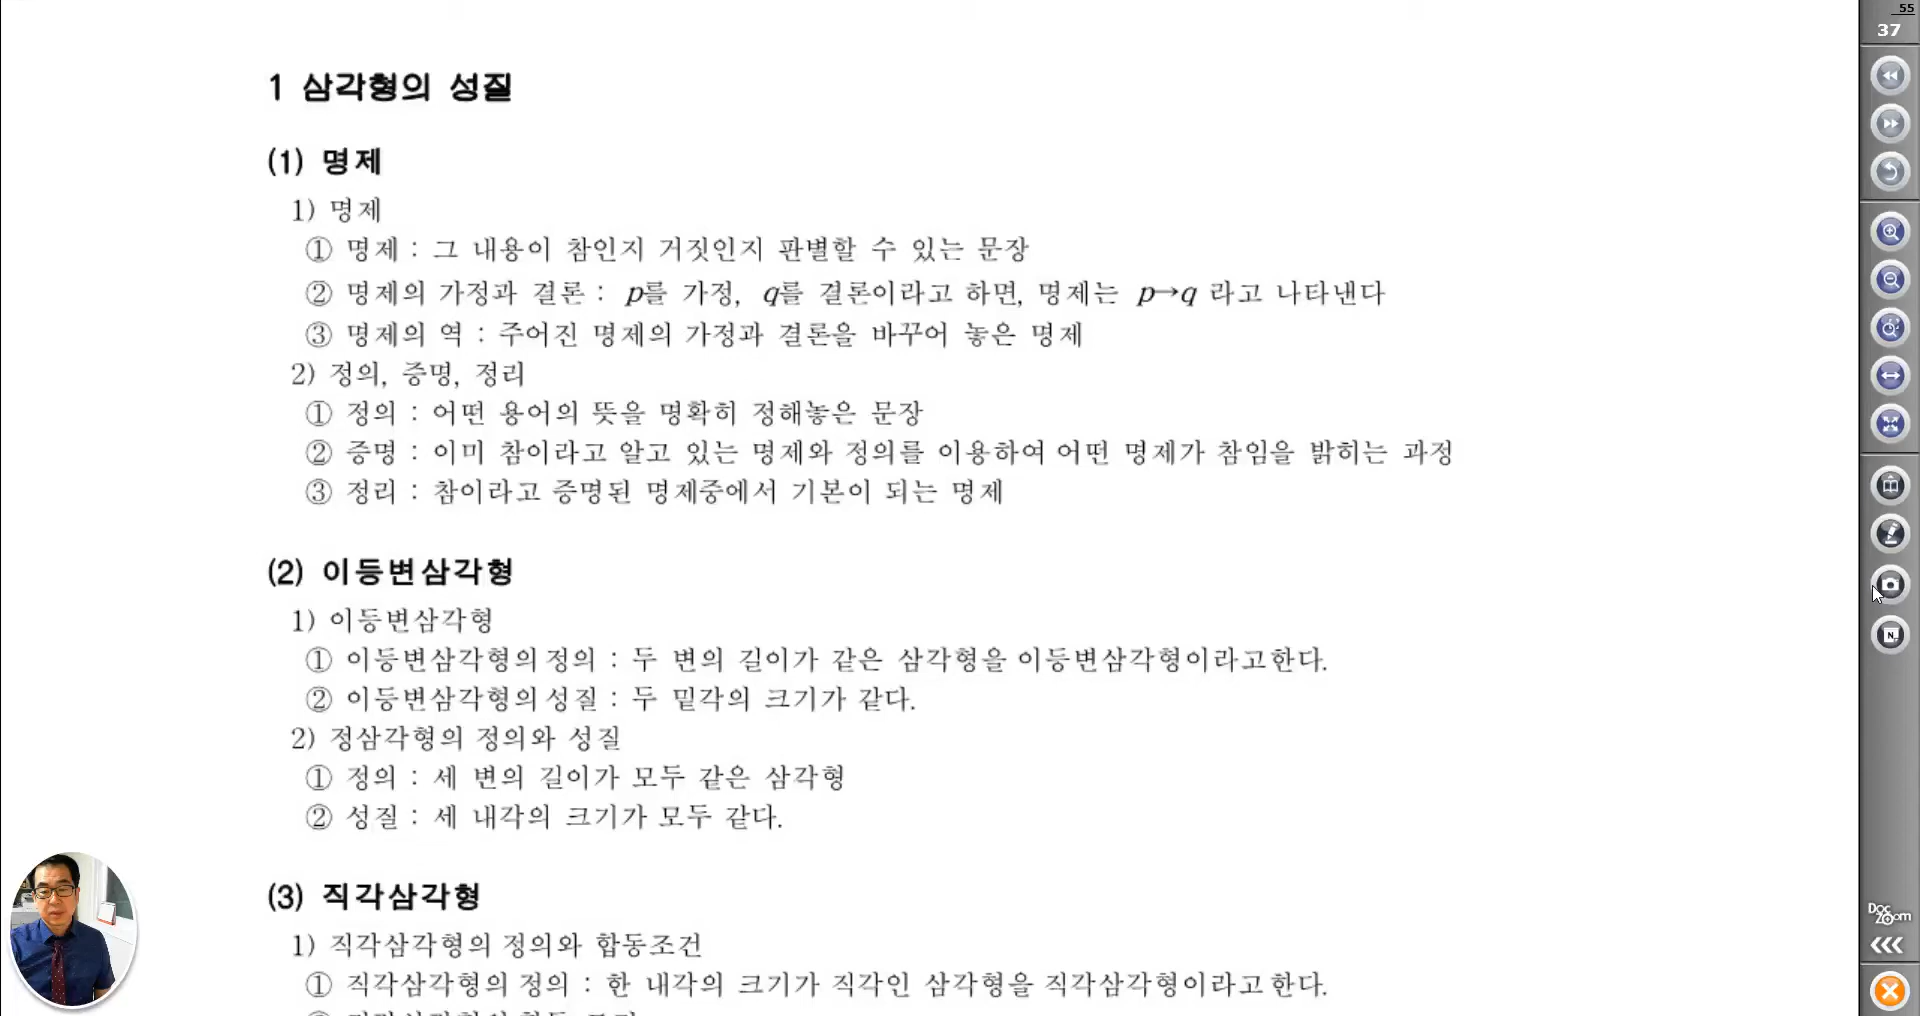 55
37
1 삼각형의 성질
(1) 명제
1) 명제
① 명제 : 그 내용이 참인지 거짓인지 판별할 수 있는 문장
② 명제의 가정과 결론 : p를 가정, q를 결론이라고 하면, 명제는 p→q 라고 나타낸다
③ 명제의 역 : 주어진 명제의 가정과 결론을 바꾸어 놓은 명제
2) 정의, 증명, 정리
① 정의 : 어떤 용어의 뜻을 명확히 정해놓은 문장
② 증명 : 이미 참이라고 알고 있는 명제와 정의를 이용하여 어떤 명제가 참임을 밝히는 과정
③ 정리 : 참이라고 증명된 명제중에서 기본이 되는 명제
(2) 이등변삼각형
1) 이등변삼각형
① 이등변삼각형의 정의 : 두 변의 길이가 같은 삼각형을 이등변삼각형이라고한다.
② 이등변삼각형의 성질 : 두 밑각의 크기가 같다.
2) 정삼각형의 정의와 성질
① 정의 : 세 변의 길이가 모두 같은 삼각형
② 성질 : 세 내각의 크기가 모두 같다.
(3) 직각삼각형
1) 직각삼각형의 정의와 합동조건
① 직각삼각형의 정의 : 한 내각의 크기가 직각인 삼각형을 직각삼각형이라고한다.
N
Doc
Zoom